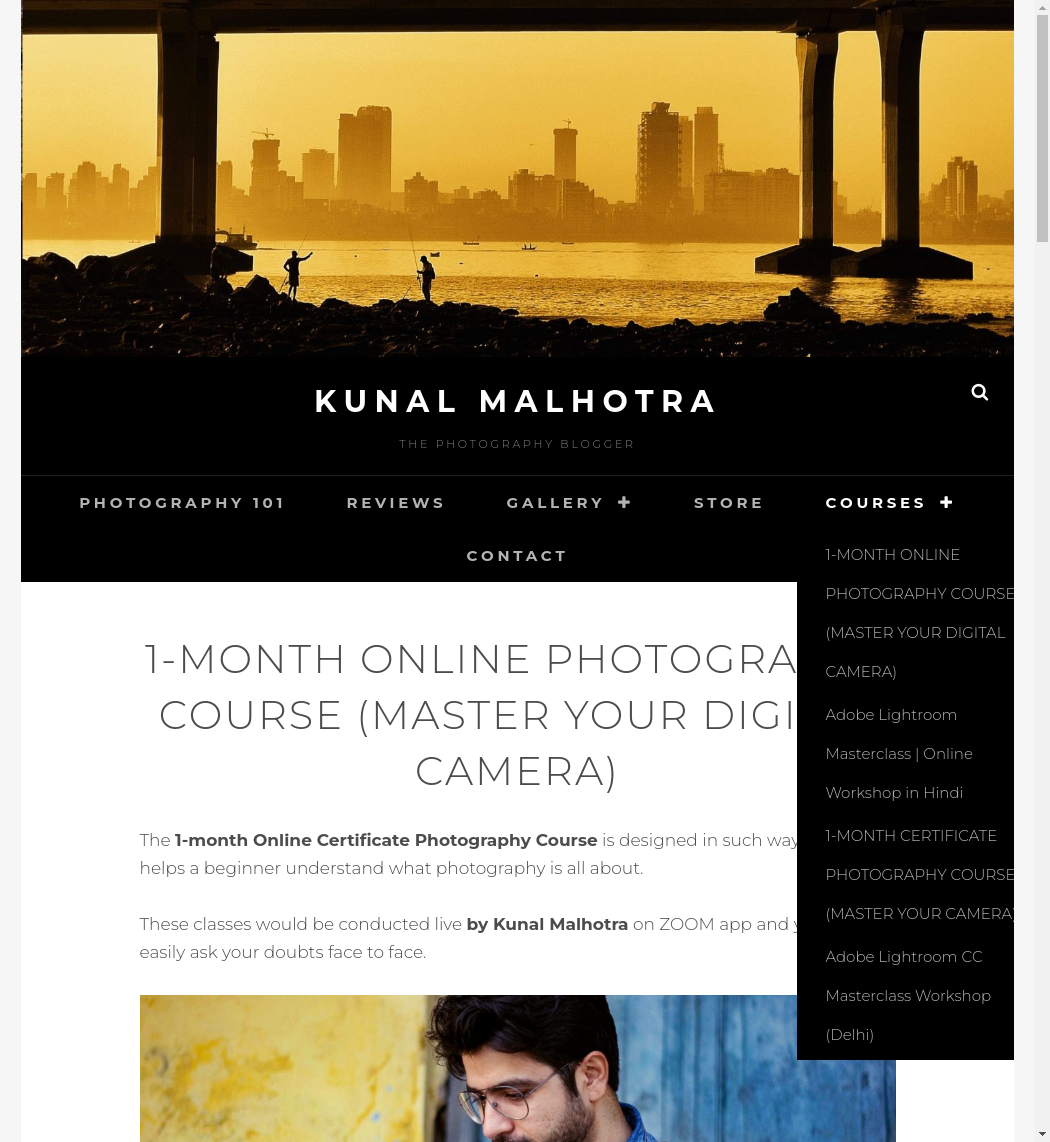 KUNAL MALHOTRA
THE PHOTOGRAPHY BLOGGER
PHOTOGRAPHY 101 REVIEWS GALLERY + STORE COURSES +
CONTACT
1-MONTH ONLINE
PHOTOGRAPHY COURSE
(MASTER YOUR DIGITAL
CAMERA)
Adobe Lightroom
Masterclass | Online
Workshop in Hindi
1-MONTH CERTIFICATE
PHOTOGRAPHY COURSE
(MASTER YOUR CAMERA)
Adobe Lightroom CC
Masterclass Workshop
(Delhi)
1-MONTH ONLINE PHOTOGRA
COURSE (MASTER YOUR DIGI
CAMERA)
The 1-month Online Certificate Photography Course is designed in such way
helps a beginner understand what photography is all about.
These classes would be conducted live by Kunal Malhotra on ZOOM app and
easily ask your doubts face to face.